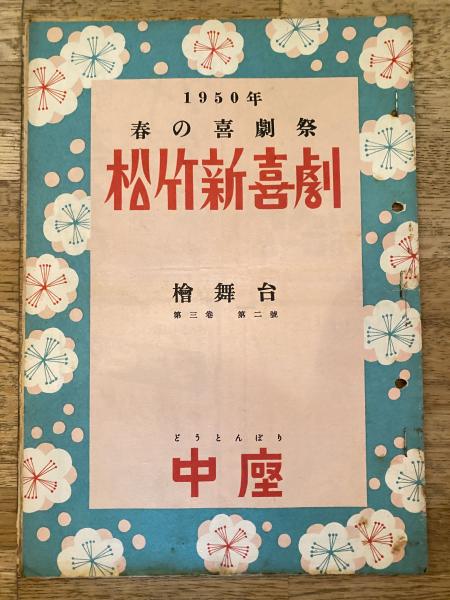 1950年
春の喜劇祭
松竹新喜劇
檜舞台
第三巻 第二號
どうとんぼり
中座